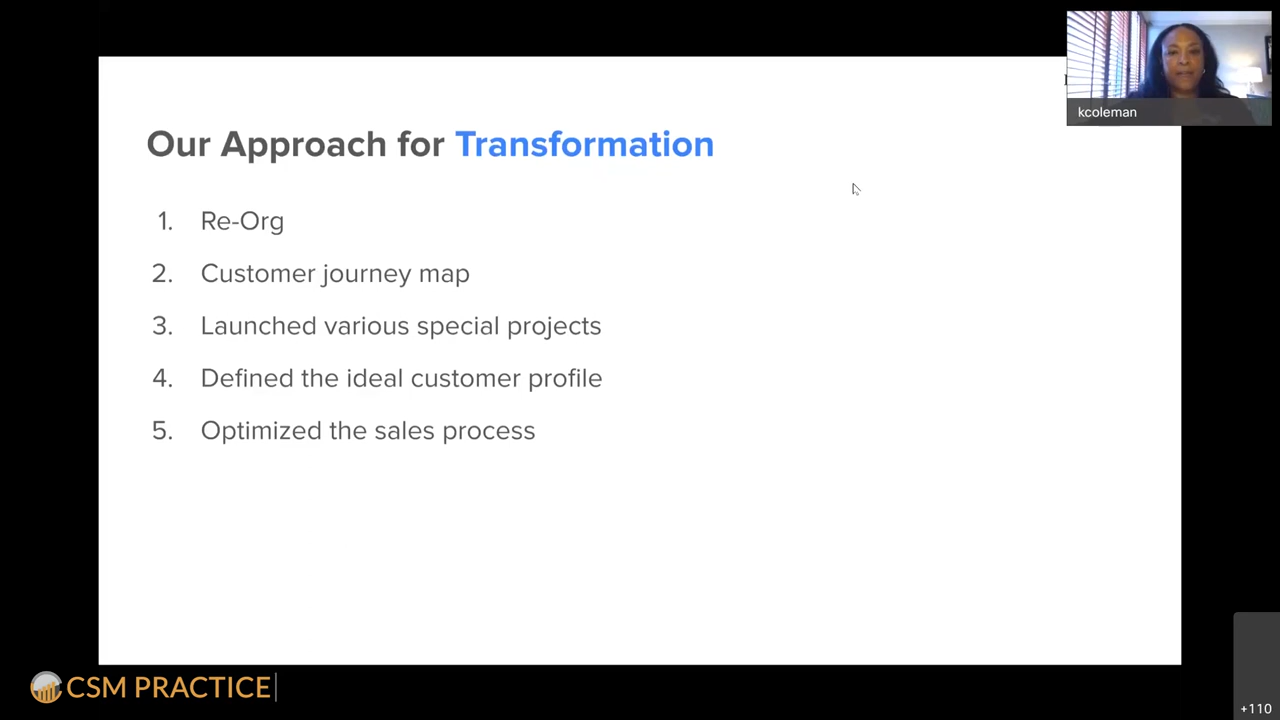 kcoleman
Our Approach for Transformation
1. Re-Org
2. Customer journey map
3. Launched various special projects
4. Defined the ideal customer profile
5. Optimized the sales process
CSM PRACTICE
+110